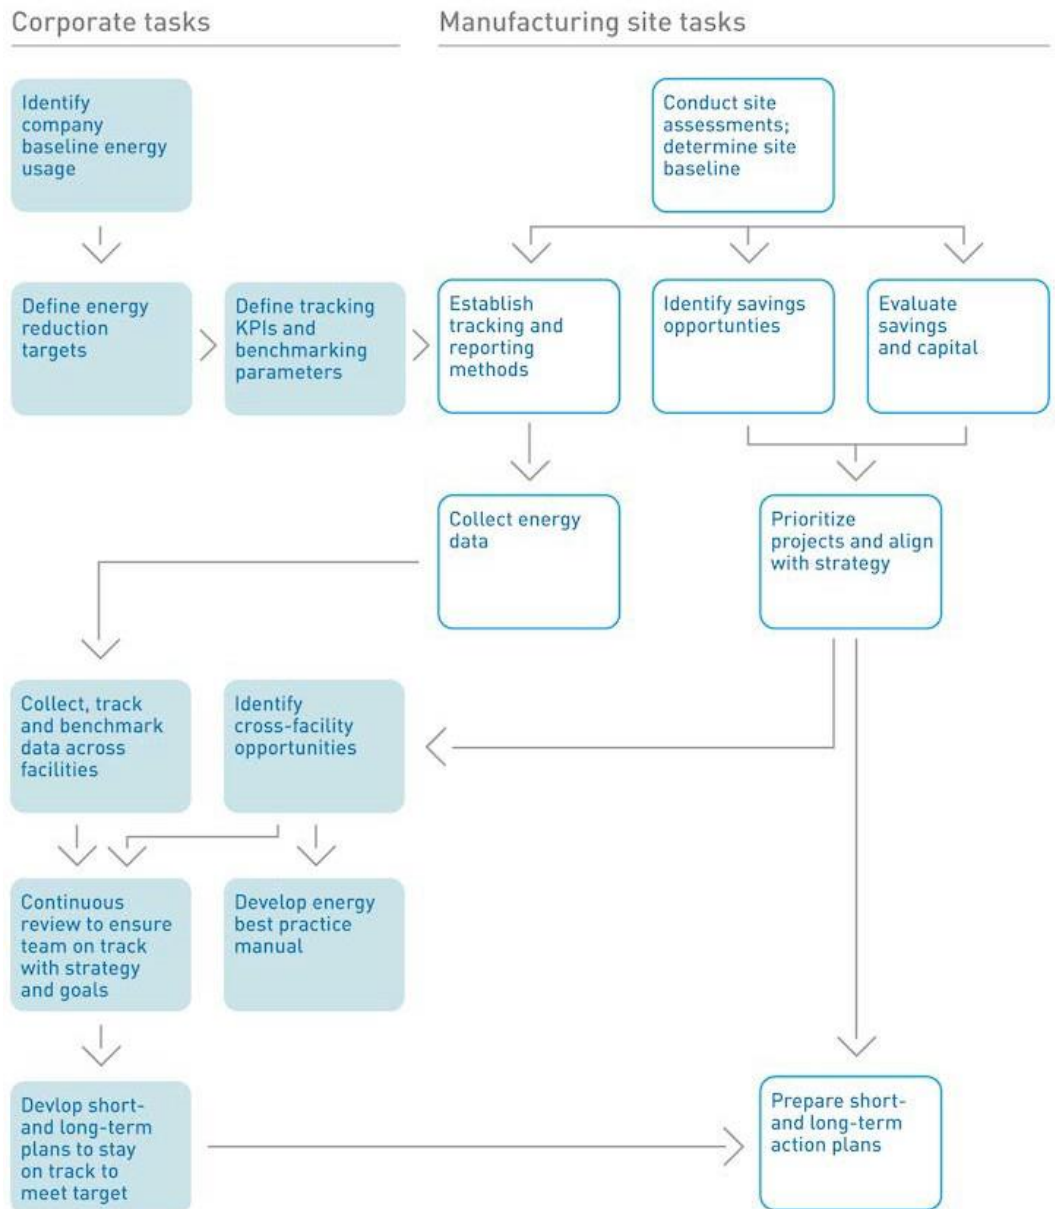 Corporate tasks
Manufacturing site tasks
Identify
company
baseline energy
usage
Conduct site
assessments;
determine site
baseline
Define energy
reduction
targets
Define tracking
KPIs and
benchmarking
parameters
Establish
tracking and
reporting
methods
Identify savings
opportunties
Evaluate
savings
and capital
Collect energy
data
Prioritize
projects and align
with strategy
Collect, track
and benchmark
data across
facilities
Identify
cross-facility
opportunities
Continuous
review to ensure
team on track
with strategy
and goals
Develop energy
best practice
manual
Devlop short-
and long-term
plans to stay
on track to
meet target
Prepare short-
and long-term
action plans